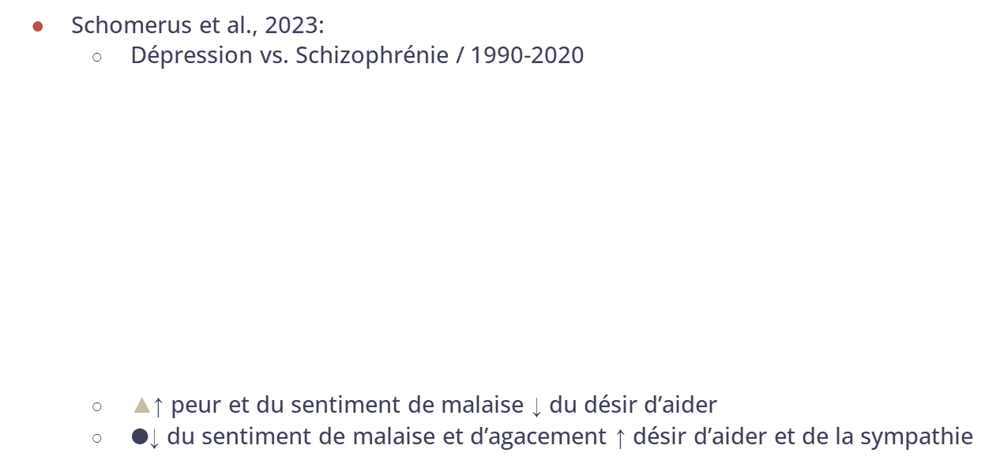 ● Schomerus et al., 2023:
○ Dépression vs. Schizophrénie / 1990-2020
○ ▲↑ peur et du sentiment de malaise ↓ du désir d’aider
○ ●↓ du sentiment de malaise et d’agacement ↑ désir d’aider et de la sympathie